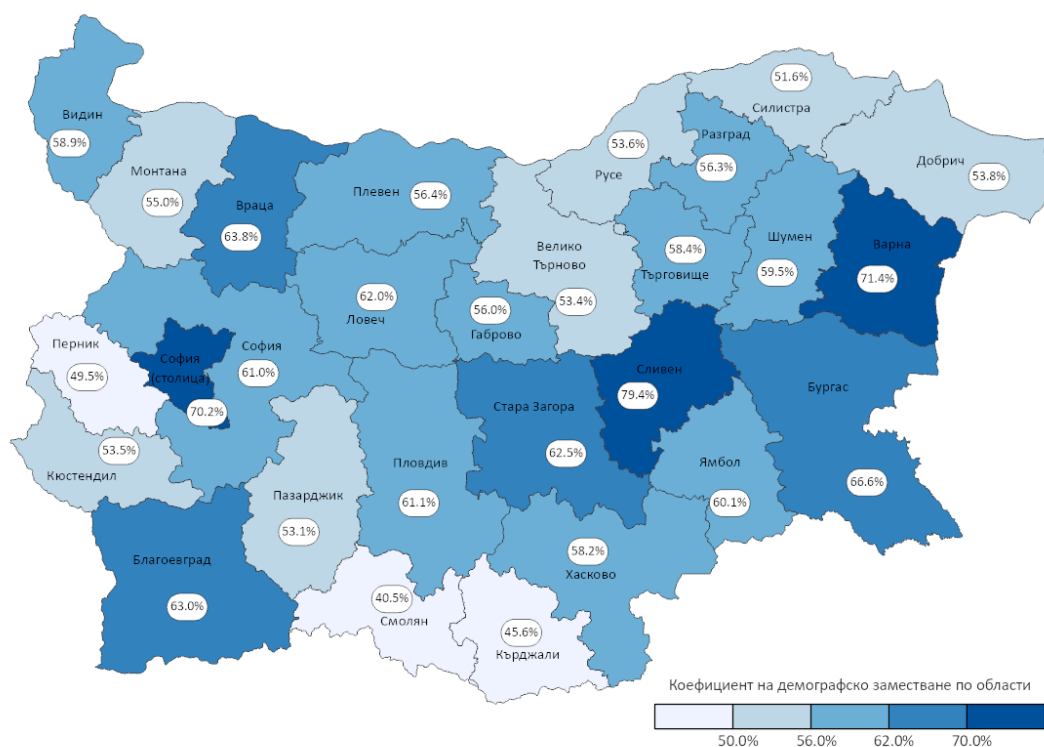 51.6%
Силистра
Видин
58.9%
53.6%
Русе
Разград
56.3%
Добрич
53.8%
Монтана
55.0%
Плевен
56.4%
Враца
63.8%
Велико
Търново
53.4%
58.4%
Търговище
Шумен
59.5%
Варна
71.4%
62.0%
Ловеч
56.0%
Габрово
Перник
49.5%
София
(столица)
70.2%
София
61.0%
Сливен
79.4%
Бургас
66.6%
Стара Загора
62.5%
53.5%
Кюстендил
Пазарджик
53.1%
Пловдив
61.1%
Ямбол
60.1%
Благоевград
63.0%
58.2%
Хасково
40.5%
Смолян
45.6%
Кърджали
Коефициент на демографско заместване по области
50.0% 56.0% 62.0% 70.0%